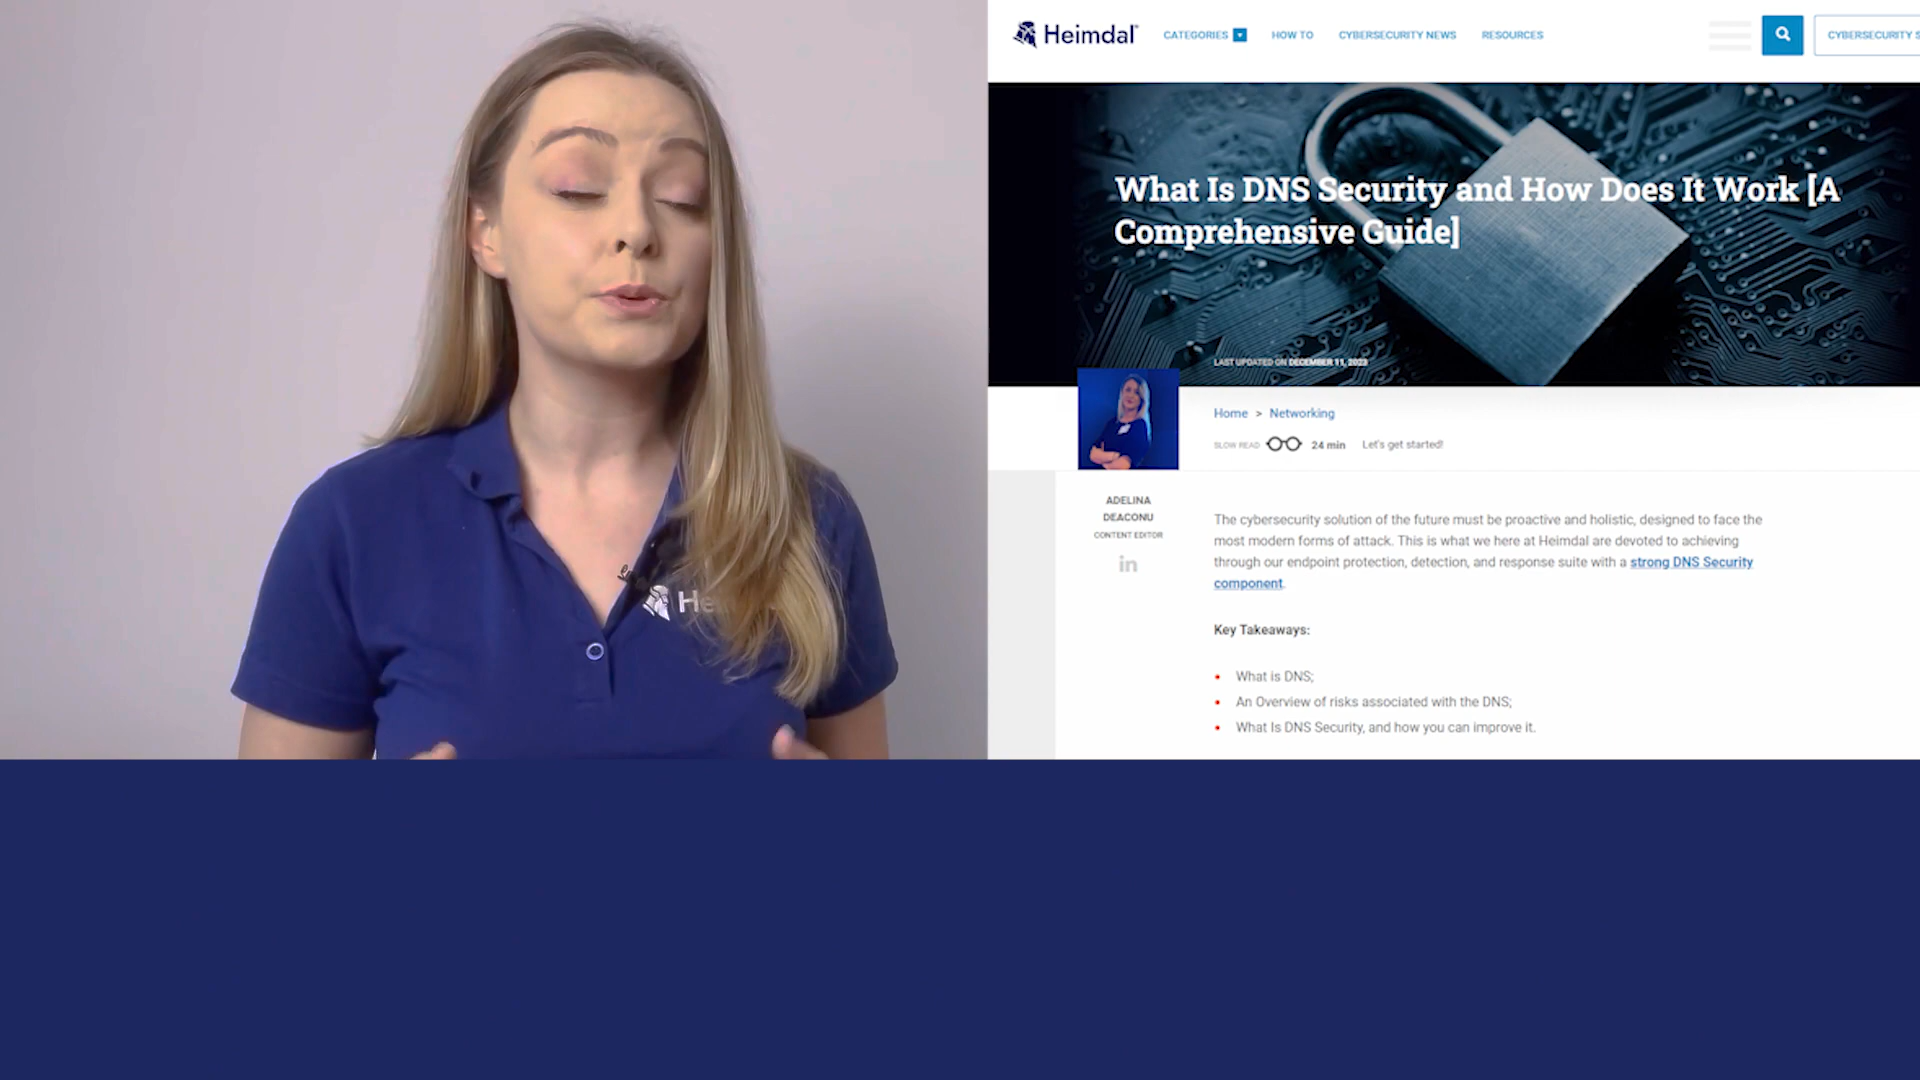 Heimdal
CATEGORIES
HOW TO
CYBERSECURITY NEWS
RESOURCES
CYBERSECURITY
What Is DNS Security and How Does It Work [A
Comprehensive Guide]
LAST UPDATED ON DECEMBER 11, 2023
Home > Networking
SLOW READ 24 min Let's get started!
ADELINA
DEACONU
CONTENT EDITOR
in
The cybersecurity solution of the future must be proactive and holistic, designed to face the
most modern forms of attack. This is what we here at Heimdal are devoted to achieving
through our endpoint protection, detection, and response suite with a strong DNS Security
component.
Key Takeaways:
• What is DNS;
• An Overview of risks associated with the DNS;
• What Is DNS Security, and how you can improve it.
He